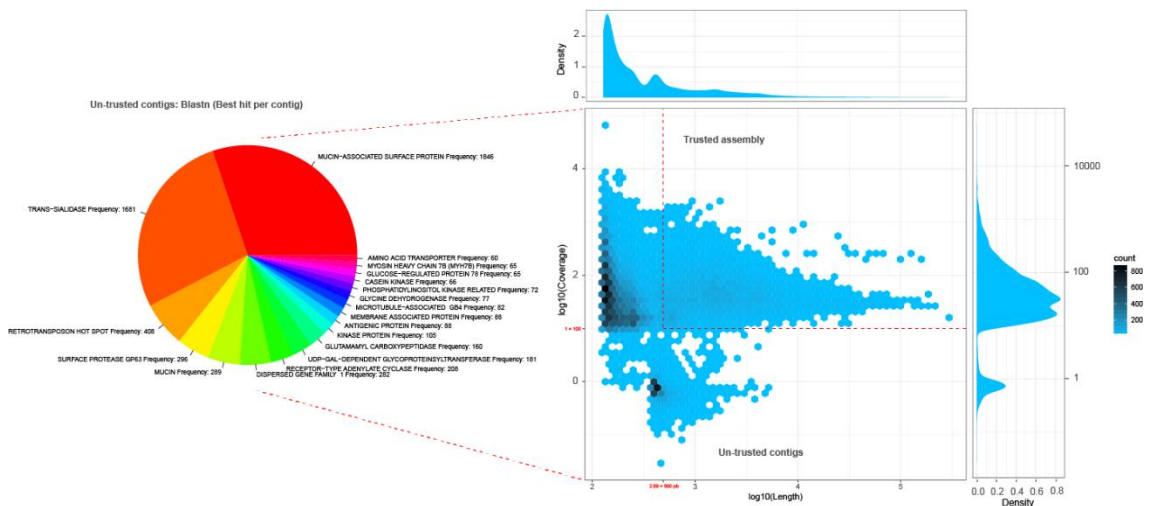 Un-trusted contigs: Blastn (Best hit per contig)
MUCIN-ASSOCIATED SURFACE PROTEIN Frequency: 1846
TRANS-SIALIDASE Frequency: 1681
AMINO ACID TRANSPORTER Frequency: 60
MYOSIN HEAVY CHAIN 7B (MYH7B) Frequency: 65
GLUCOSE-REGULATED PROTEIN 78 Frequency: 65
CASEIN KINASE Frequency: 66
PHOSPHATIDYLINOSITOL KINASE RELATED Frequency: 72
GLYCINE DEHYDROGENASE Frequency: 77
MICROTUBULE-ASSOCIATED GB4 Frequency: 82
MEMBRANE ASSOCIATED PROTEIN Frequency: 88
ANTIGENIC PROTEIN Frequency: 88
KINASE PROTEIN Frequency: 105
GLUTAMAMYL CARBOXYPEPTIDASE Frequency: 160
UDP-GAL-DEPENDENT GLYCOPROTEINSYLTRANSFERASE Frequency: 181
RECEPTOR-TYPE ADENYLATE CYCLASE Frequency: 208
DISPERSED GENE FAMILY 1 Frequency: 282
MUCIN Frequency: 289
SURFACE PROTEASE GP63 Frequency: 296
RETROTRANSPOSON HOT SPOT Frequency: 408
Density
2
1
0
Trusted assembly
Un-trusted contigs
log10(Coverage)
4
2
0
2
3
4
5
log10(Length)
10000
100
1
0.0 0.2 0.4 0.6 0.8
Density
count
800
600
400
200